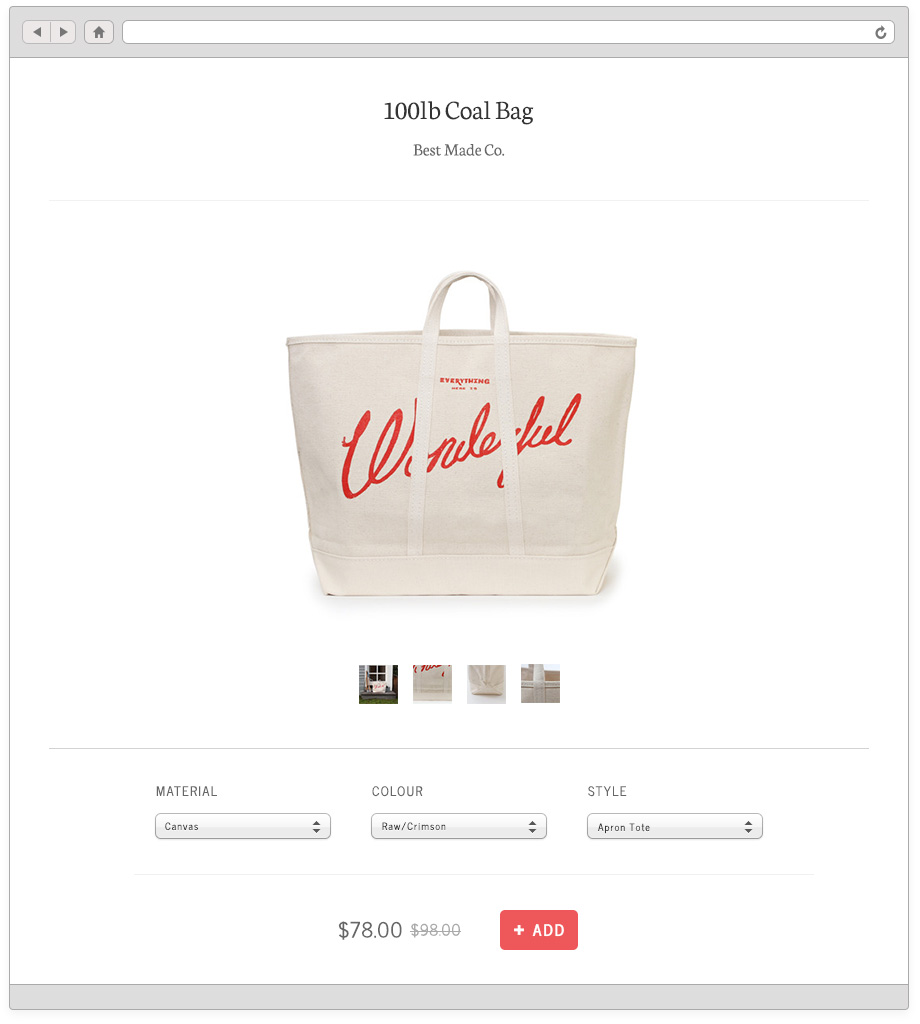 100lb Coal Bag
Best Made Co.
EVERYTHING
Wonderful
MATERIAL COLOUR STYLE
Canvas Raw/Crimson Apron Tote
$78.00 $98.00 + ADD